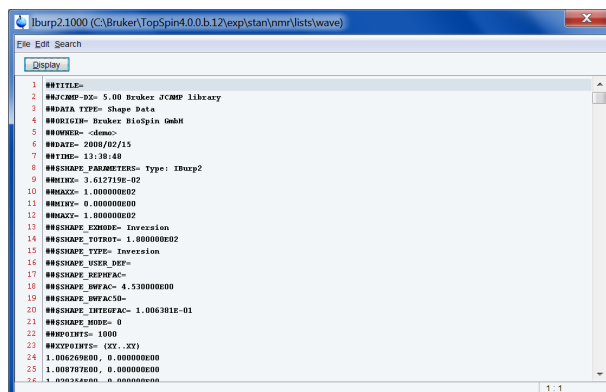 Iburp2.1000 (C:\Bruker\TopSpin4.0.0.b.12\exp\stan\nmr\lists\wave)
File Edit Search
Display
1 ##TITLE=
2 ##JCAMP-DX= 5.00 Bruker JCAMP library
3 ##DATA TYPE= Shape Data
4 ##ORIGIN= Bruker BioSpin GmbH
5 ##OWNER= <demo>
6 ##DATE= 2008/02/15
7 ##TIME= 13:38:48
8 ##$SHAPE_PARAMETERS= Type: IBurp2
9 ##MINX= 3.612719E-02
10 ##MAXX= 1.000000E02
11 ##MINY= 0.000000E00
12 ##MAXY= 1.800000E02
13 ##$SHAPE_EXMODE= Inversion
14 ##$SHAPE_TOTROT= 1.800000E02
15 ##$SHAPE_TYPE= Inversion
16 ##$SHAPE_USER_DEF=
17 ##$SHAPE_REPHFAC=
18 ##$SHAPE_BWFAC= 4.530000E00
19 ##$SHAPE_BWFAC50=
20 ##$SHAPE_INTEGFAC= 1.006381E-01
21 ##$SHAPE_MODE= 0
22 ##NPOINTS= 1000
23 ##XYPOINTS= (XY..XY)
24 1.006269E00, 0.000000E00
25 1.008787E00, 0.000000E00
1:1